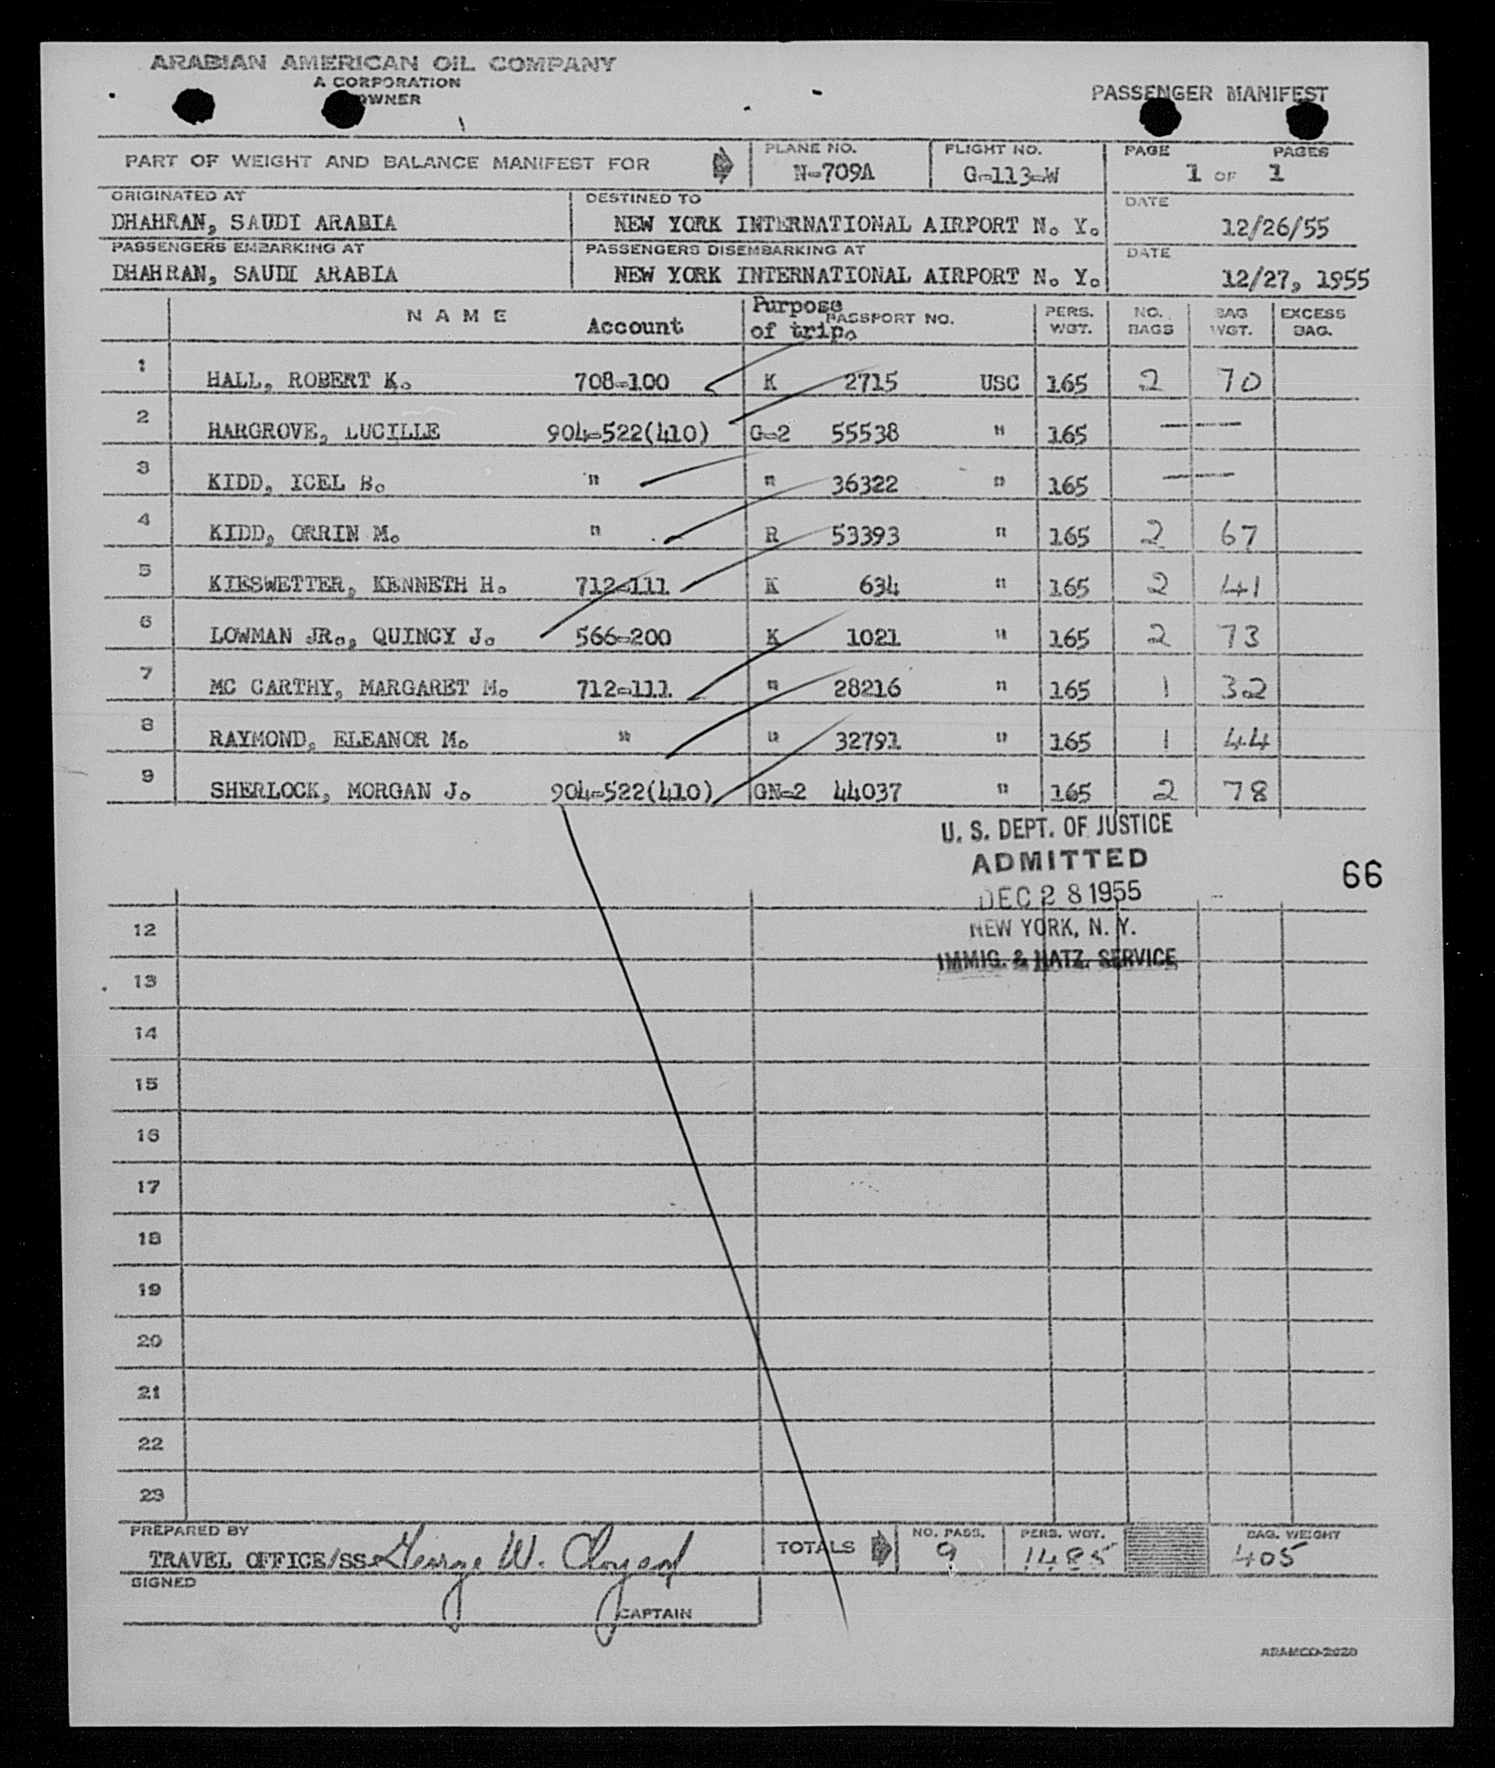 ARABIAN AMERICAN OIL COMPANY
A CORPORATION
OWNER
PASSENGER MANIFEST
PART OF WEIGHT AND BALANCE MANIFEST FOR
PLANE NO.
N-709A
FLIGHT NO.
G-113-W
PAGE PAGES
1 OF 1
ORIGINATED AT
DHAHRAN, SAUDI ARABIA
DESTINED TO
NEW YORK INTERNATIONAL AIRPORT N. Y.
DATE
12/26/55
PASSENGERS EMBARKING AT
DHAHRAN, SAUDI ARABIA
PASSENGERS DISEMBARKING AT
NEW YORK INTERNATIONAL AIRPORT N. Y.
DATE
12/27, 1955
NAME Account Purpose of trip. PASSPORT NO. PERS. WGT. NO. BAGS BAG WGT. EXCESS BAG.
1 HALL, ROBERT K. 708-100 K 2715 USC 165 2 70
2 HARGROVE, LUCILLE 904-522(410) G-2 55538 " 165 — —
3 KIDD, ICEL B. " " 36322 " 165 — —
4 KIDD, ORRIN M. " R 53393 " 165 2 67
5 KIESWETTER, KENNETH H. 712-111 K 634 " 165 2 41
6 LOWMAN JR., QUINCY J. 566-200 K 1021 " 165 2 73
7 MC CARTHY, MARGARET M. 712-111 " 28216 " 165 1 32
8 RAYMOND, ELEANOR M. " " 32791 " 165 1 44
9 SHERLOCK, MORGAN J. 904-522(410) GN-2 44037 " 165 2 78
U. S. DEPT. OF JUSTICE
ADMITTED
66
DEC 28 1955
NEW YORK, N. Y.
IMMIG. & NATZ. SERVICE
12
13
14
15
16
17
18
19
20
21
22
23
PREPARED BY
TRAVEL OFFICE/SS George W.
TOTALS
NO. PASS.
9
PERS. WGT.
1485
BAG. WEIGHT
405
SIGNED
CAPTAIN
ARAMCO-2020